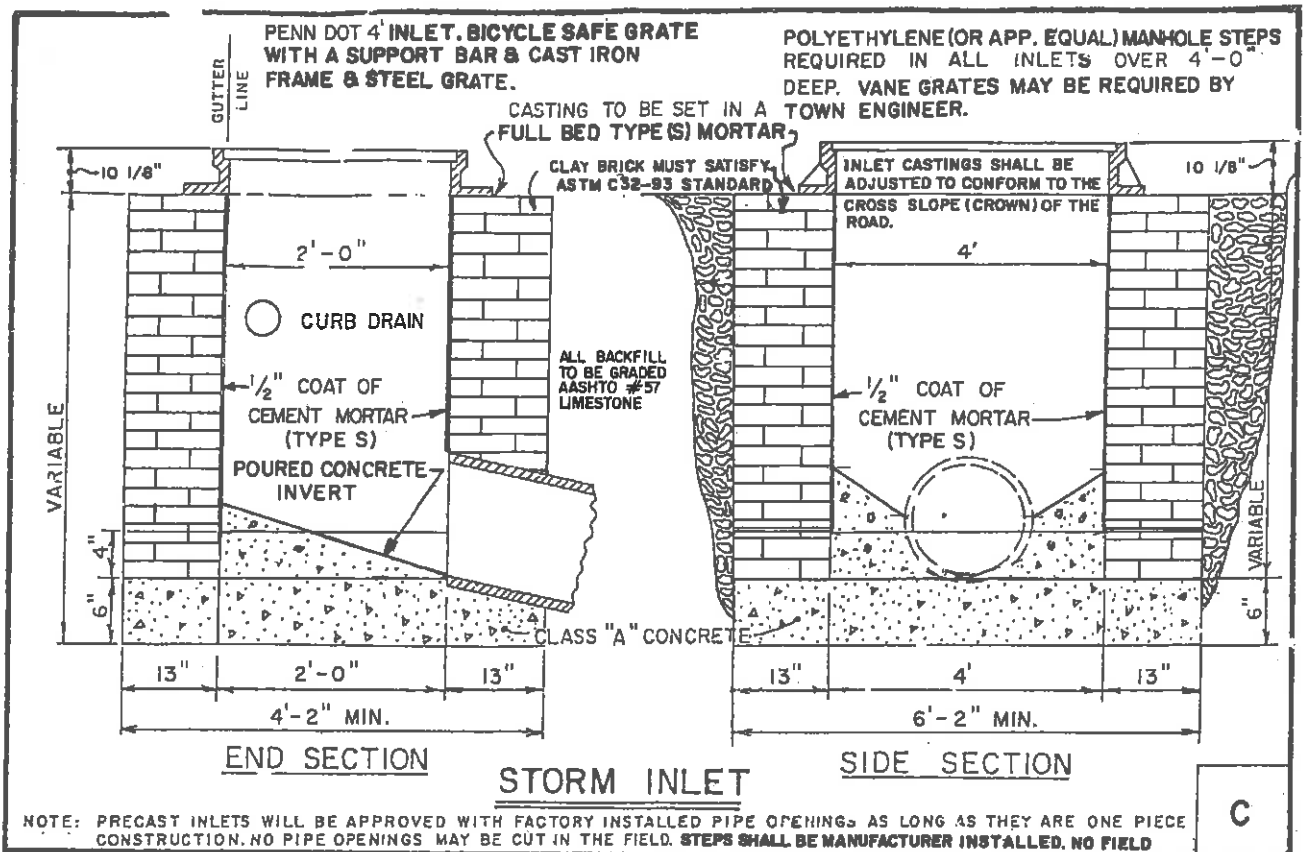 PENN DOT 4' INLET. BICYCLE SAFE GRATE
WITH A SUPPORT BAR & CAST IRON
FRAME & STEEL GRATE.
POLYETHYLENE (OR APP. EQUAL) MANHOLE STEPS
REQUIRED IN ALL INLETS OVER 4'-0"
DEEP. VANE GRATES MAY BE REQUIRED BY
TOWN ENGINEER.
GUTTER
LINE
CASTING TO BE SET IN A
FULL BED TYPE (S) MORTAR
10 1/8"
CLAY BRICK MUST SATISFY
ASTM C32-93 STANDARD
INLET CASTINGS SHALL BE
ADJUSTED TO CONFORM TO THE
CROSS SLOPE (CROWN) OF THE
ROAD.
10 1/8"
2'-0"
4'
CURB DRAIN
ALL BACKFILL
TO BE GRADED
AASHTO #57
LIMESTONE
1/2" COAT OF
CEMENT MORTAR
(TYPE S)
1/2" COAT OF
CEMENT MORTAR
(TYPE S)
POURED CONCRETE
INVERT
VARIABLE
4"
6"
VARIABLE
6"
CLASS "A" CONCRETE
13"
2'-0"
13"
13"
4'
13"
4'-2" MIN.
6'-2" MIN.
END SECTION
SIDE SECTION
STORM INLET
C
NOTE: PRECAST INLETS WILL BE APPROVED WITH FACTORY INSTALLED PIPE OPENINGS AS LONG AS THEY ARE ONE PIECE
CONSTRUCTION. NO PIPE OPENINGS MAY BE CUT IN THE FIELD. STEPS SHALL BE MANUFACTURER INSTALLED. NO FIELD